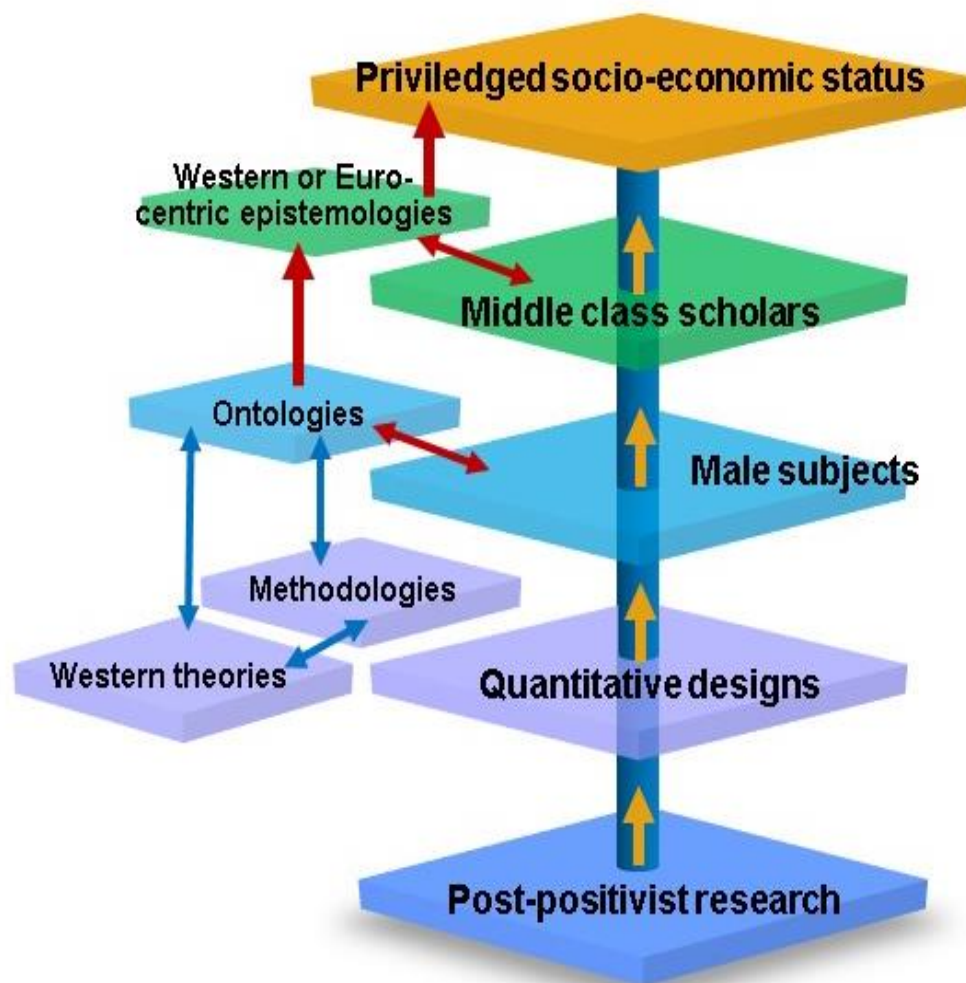 Priviledged socio-economic status
Western or Euro-
centric epistemologies
Middle class scholars
Ontologies
Male subjects
Methodologies
Western theories
Quantitative designs
Post-positivist research